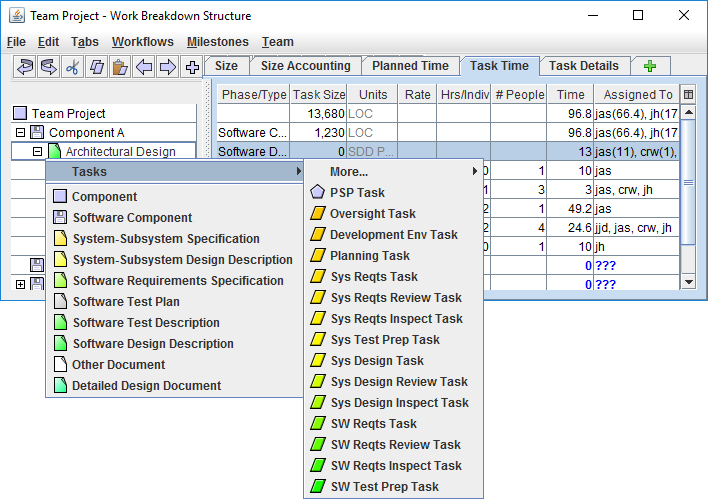 Team Project - Work Breakdown Structure
File Edit Tabs Workflows Milestones Team
Size Size Accounting Planned Time Task Time Task Details
Phase/Type Task Size Units Rate Hrs/Indiv # People Time Assigned To
Team Project 13,680 LOC 96.8 jas(66.4), jh(17
Component A Software C... 1,230 LOC 96.8 jas(66.4), jh(17
Architectural Design Software D... 0 SDD P... 13 jas(11), crw(1),
Tasks More... 0 1 10 jas
Component PSP Task 1 3 3 jas, crw, jh
Software Component Oversight Task 2 1 49.2 jas
System-Subsystem Specification Development Env Task 2 4 24.6 jjd, jas, crw, jh
System-Subsystem Design Description Planning Task 0 1 10 jh
Software Requirements Specification Sys Reqts Task 0 ???
Software Test Plan Sys Reqts Review Task 0 ???
Software Test Description Sys Reqts Inspect Task
Software Design Description Sys Test Prep Task
Other Document Sys Design Task
Detailed Design Document Sys Design Review Task
Sys Design Inspect Task
SW Reqts Task
SW Reqts Review Task
SW Reqts Inspect Task
SW Test Prep Task